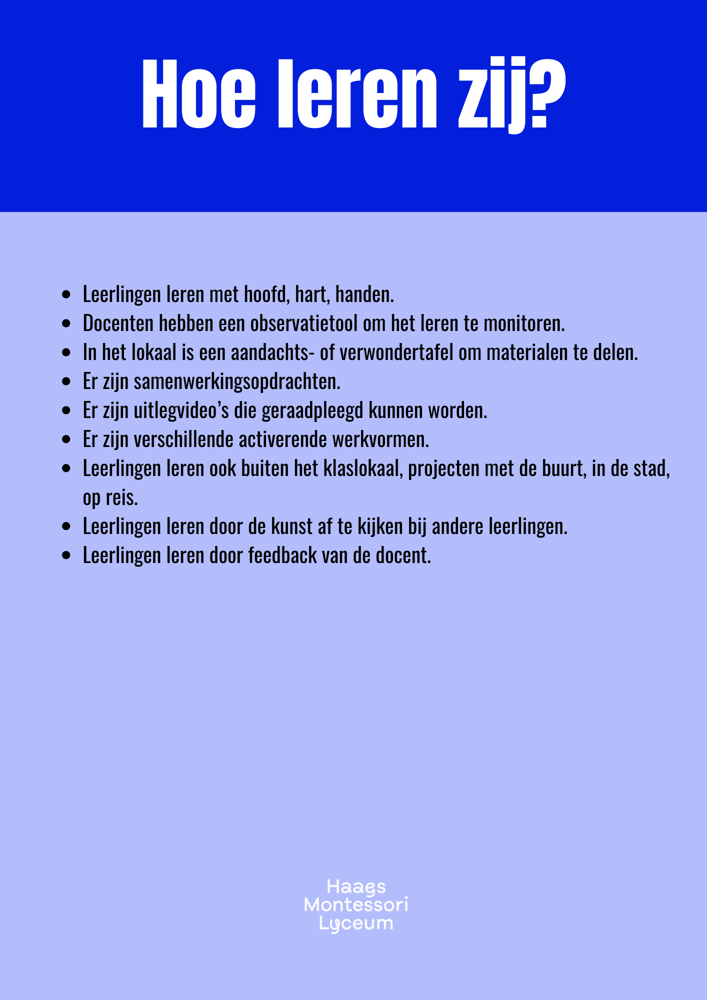 Hoe leren zij?
• Leerlingen leren met hoofd, hart, handen.
• Docenten hebben een observatietool om het leren te monitoren.
• In het lokaal is een aandachts- of verwondertafel om materialen te delen.
• Er zijn samenwerkingsopdrachten.
• Er zijn uitlegvideo’s die geraadpleegd kunnen worden.
• Er zijn verschillende activerende werkvormen.
• Leerlingen leren ook buiten het klaslokaal, projecten met de buurt, in de stad,
op reis.
• Leerlingen leren door de kunst af te kijken bij andere leerlingen.
• Leerlingen leren door feedback van de docent.
Haags
Montessori
Lyceum